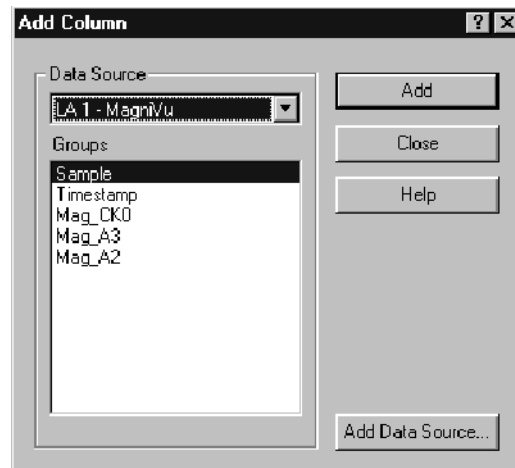 Add Column
Data Source
LA 1 - MagniVu
Groups
Sample
Timestamp
Mag_CK0
Mag_A3
Mag_A2
Add
Close
Help
Add Data Source...